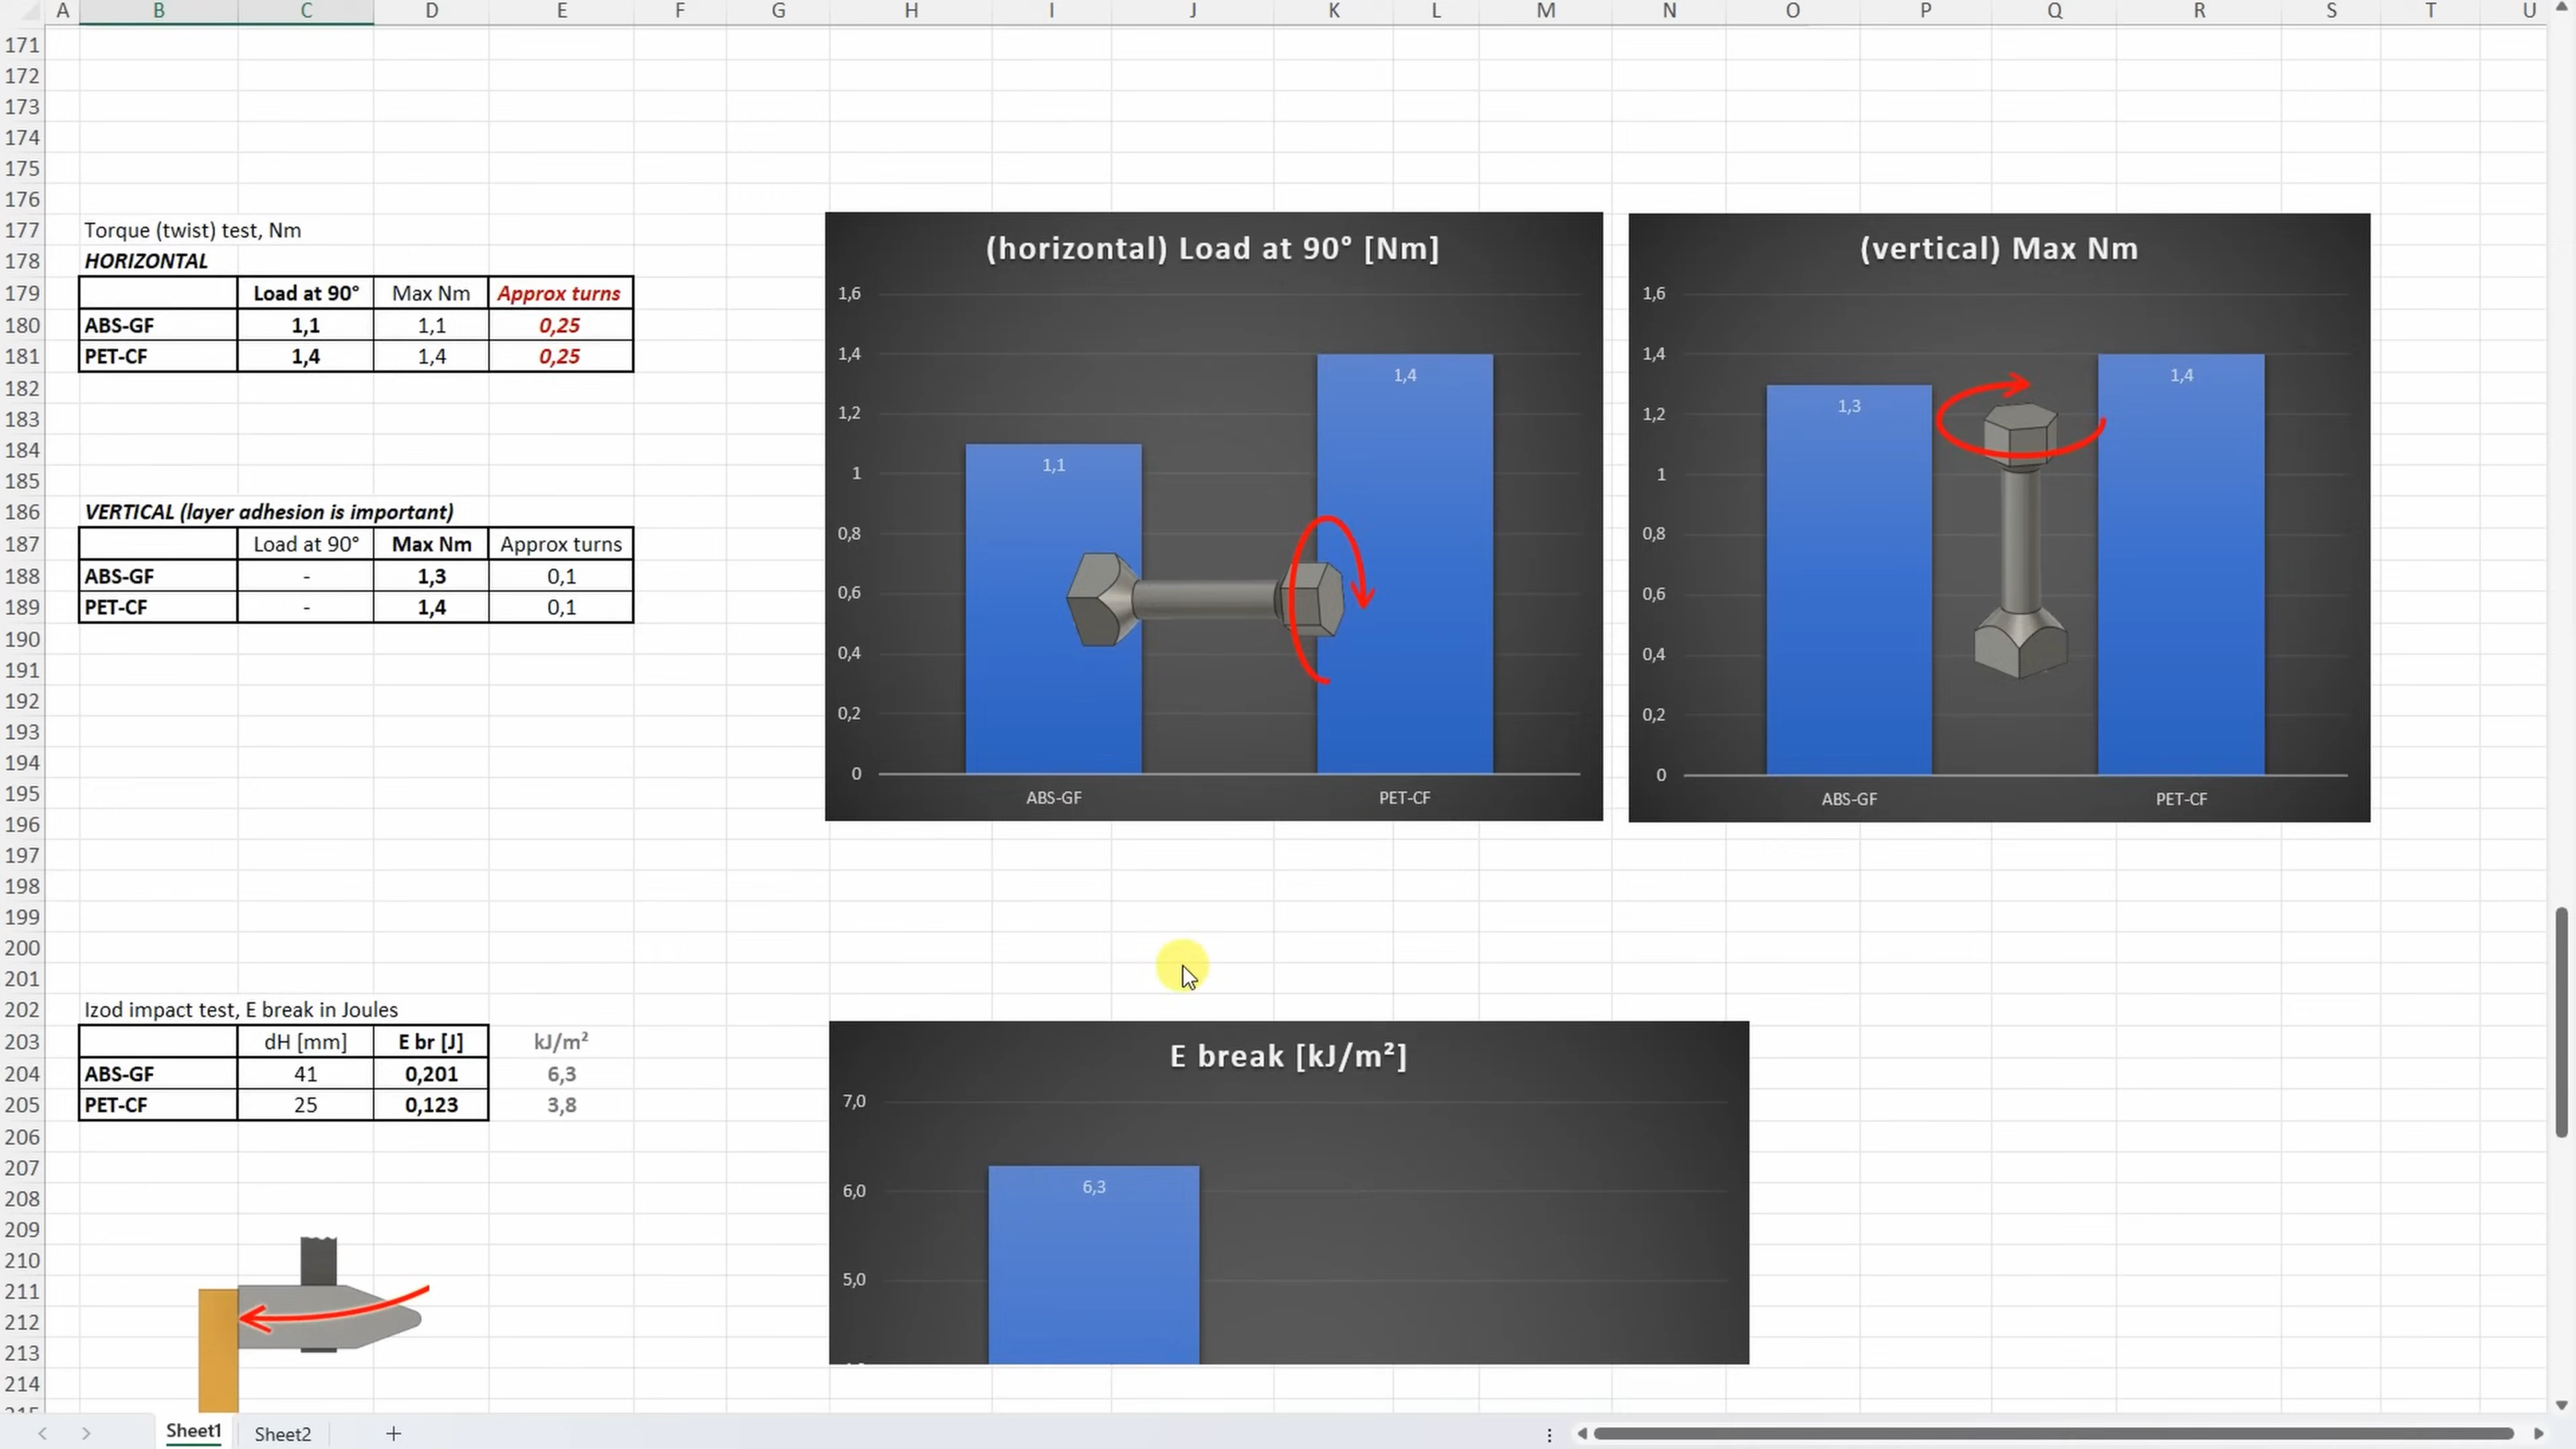 A B C D E F G H I J K L M N O P Q R S T U
171
172
173
174
175
176
177 Torque (twist) test, Nm
178 HORIZONTAL
179 Load at 90° Max Nm Approx turns
180 ABS-GF 1,1 1,1 0,25
181 PET-CF 1,4 1,4 0,25
182
183
184
185
186 VERTICAL (layer adhesion is important)
187 Load at 90° Max Nm Approx turns
188 ABS-GF - 1,3 0,1
189 PET-CF - 1,4 0,1
190
191
192
193
194
195
196
197
198
199
200
201
202 Izod impact test, E break in Joules
203 dH [mm] E br [J] kJ/m²
204 ABS-GF 41 0,201 6,3
205 PET-CF 25 0,123 3,8
206
207
208
209
210
211
212
213
214
(horizontal) Load at 90° [Nm]
1,6
1,4 1,4
1,2
1 1,1
0,8
0,6
0,4
0,2
0
ABS-GF PET-CF
(vertical) Max Nm
1,6
1,4 1,4
1,2 1,3
1
0,8
0,6
0,4
0,2
0
ABS-GF PET-CF
E break [kJ/m²]
7,0
6,0 6,3
5,0
Sheet1 Sheet2 +